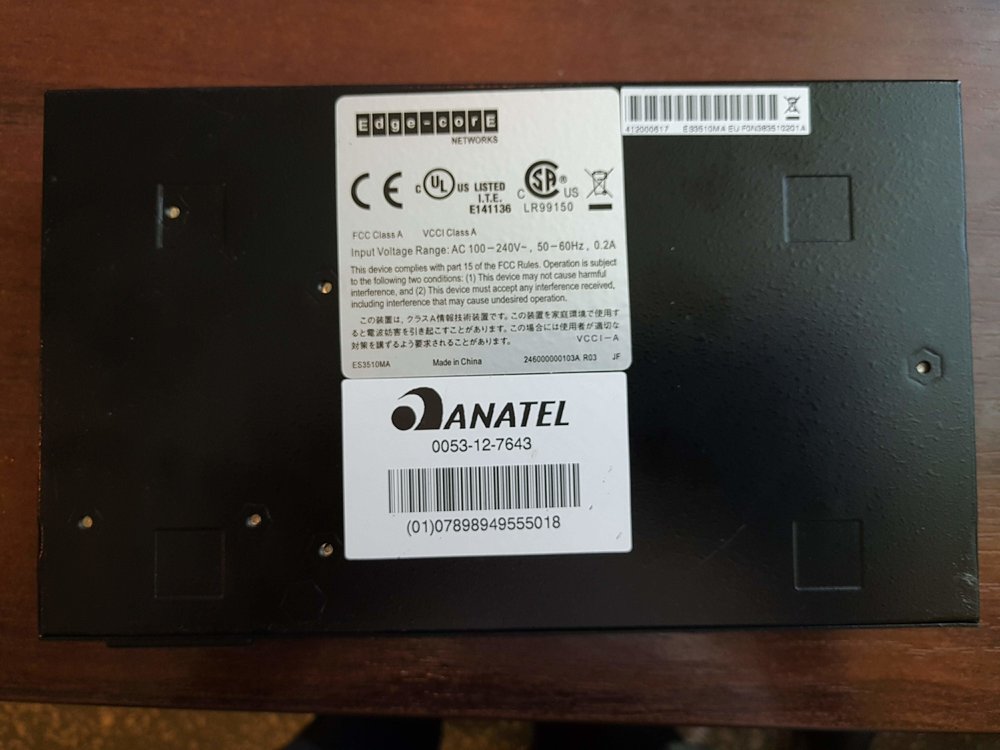 Edge-corE
NETWORKS
CE
C UL US LISTED
I.T.E.
E141136
C SA ® US
LR99150
FCC Class A VCCI Class A
Input Voltage Range: AC 100-240V~, 50-60Hz, 0.2A
This device complies with part 15 of the FCC Rules. Operation is subject
to the following two conditions: (1) This device may not cause harmful
interference, and (2) This device must accept any interference received,
including interference that may cause undesired operation.
この装置は、クラスA情報技術装置です。この装置を家庭環境で使用す
ると電波妨害を引き起こすことがあります。この場合には使用者が適切な
対策を講ずるよう要求されることがあります。
VCCI-A
ES3510MA Made in China 246000000103A R03 JF
412000617 ES3510MA EU
ANATEL
0053-12-7643
(01)07898949555018